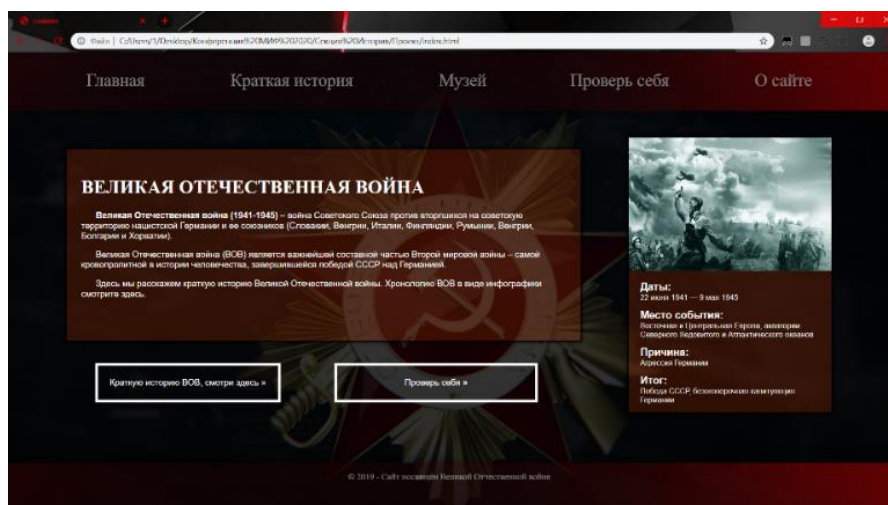 Главная
Файл | C:/Users/
Главная Краткая история Музей Проверь себя О сайте
ВЕЛИКАЯ ОТЕЧЕСТВЕННАЯ ВОЙНА
Великая Отечественная война (1941-1945) – война Советского Союза против вторгшихся на советскую
территорию нацистской Германии и ее союзников (Словакии, Венгрии, Италии, Финляндии, Румынии, Венгрии,
Болгарии и Хорватии).
Великая Отечественная война (ВОВ) является важнейшей составной частью Второй мировой войны – самой
кровопролитной в истории человечества, завершившейся победой СССР над Германией.
Здесь мы расскажем краткую историю Великой Отечественной войны. Хронологию ВОВ в виде инфографики
смотрите здесь.
Краткую историю ВОВ, смотри здесь »
Проверь себя »
Даты:
22 июня 1941 — 9 мая 1945
Место события:
Восточная и Центральная Европа, акватории
Северного Ледовитого и Атлантического океанов
Причина:
Агрессия Германии
Итог:
Победа СССР, безоговорочная капитуляция
Германии
© 2019 - Сайт посвящён Великой Отечественной войне